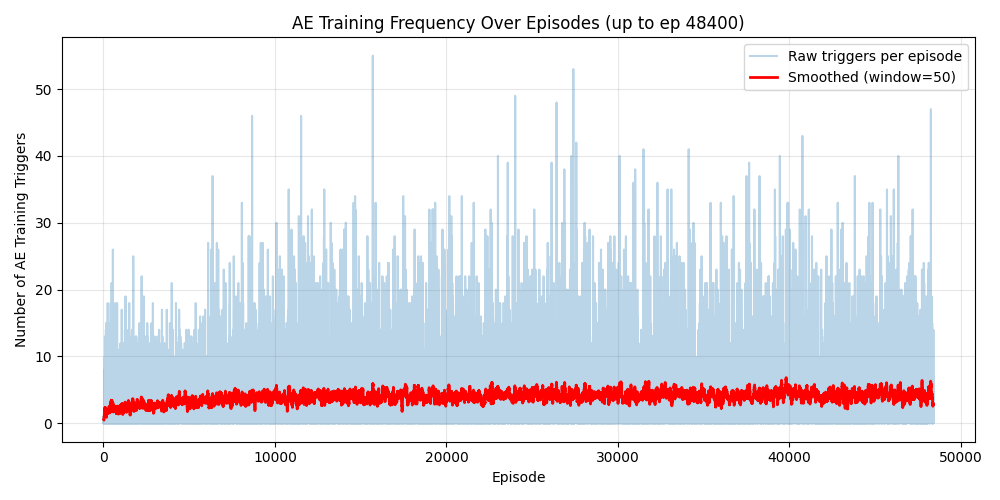 AE Training Frequency Over Episodes (up to ep 48400)
Raw triggers per episode
Smoothed (window=50)
Number of AE Training Triggers
50
40
30
20
10
0
0
10000
20000
30000
40000
50000
Episode